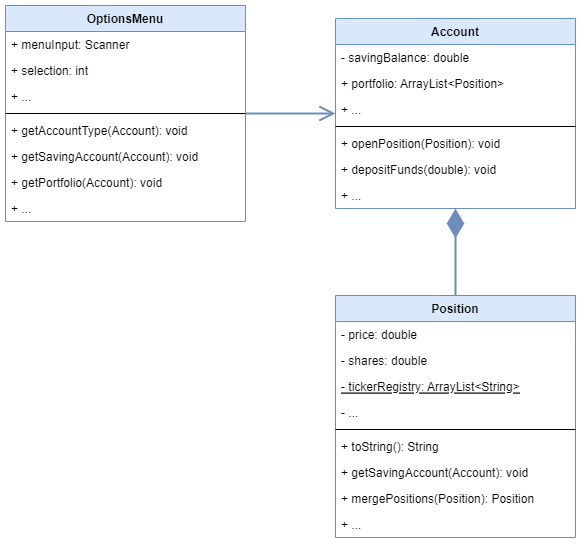 OptionsMenu
+ menuInput: Scanner
+ selection: int
+ ...
+ getAccountType(Account): void
+ getSavingAccount(Account): void
+ getPortfolio(Account): void
+ ...
Account
- savingBalance: double
+ portfolio: ArrayList<Position>
+ ...
+ openPosition(Position): void
+ depositFunds(double): void
+ ...
Position
- price: double
- shares: double
- tickerRegistry: ArrayList<String>
- ...
+ toString(): String
+ getSavingAccount(Account): void
+ mergePositions(Position): Position
+ ...